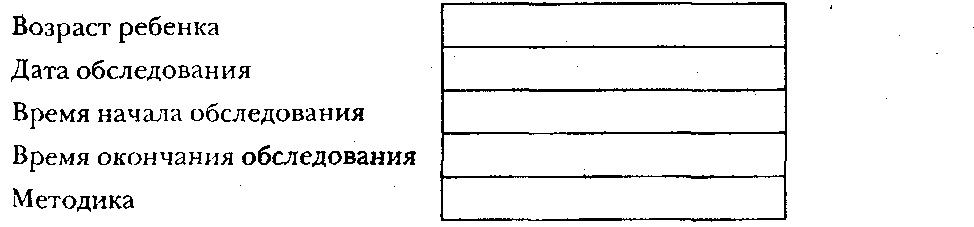 Возраст ребенка
Дата обследования
Время начала обследования
Время окончания обследования
Методика